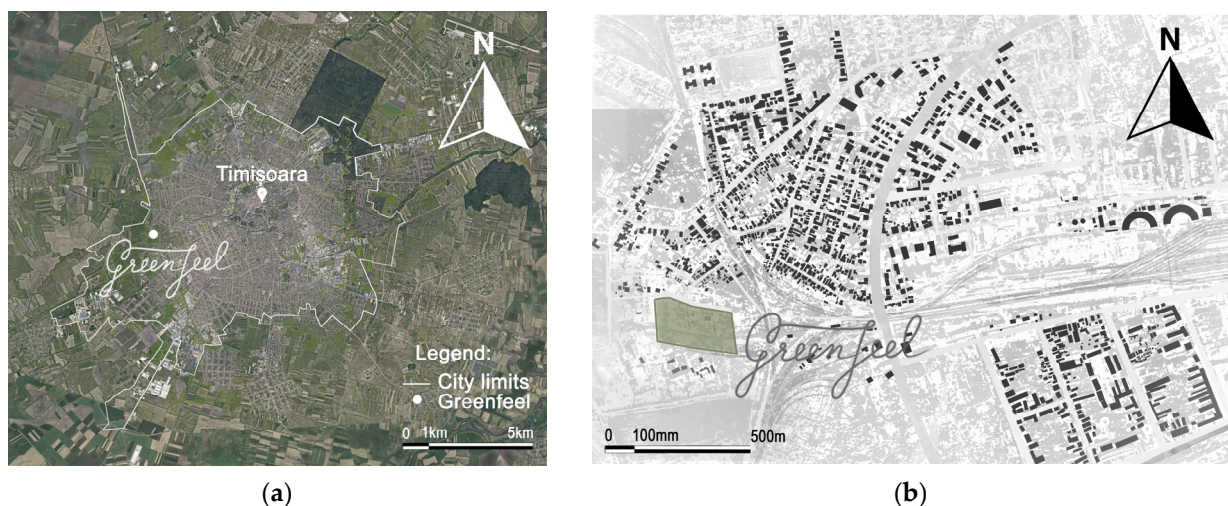 N
Timisoara
Greenfeel
Legend:
City limits
Greenfeel
0 1km 5km
(a)
N
Greenfeel
0 100mm 500m
(b)